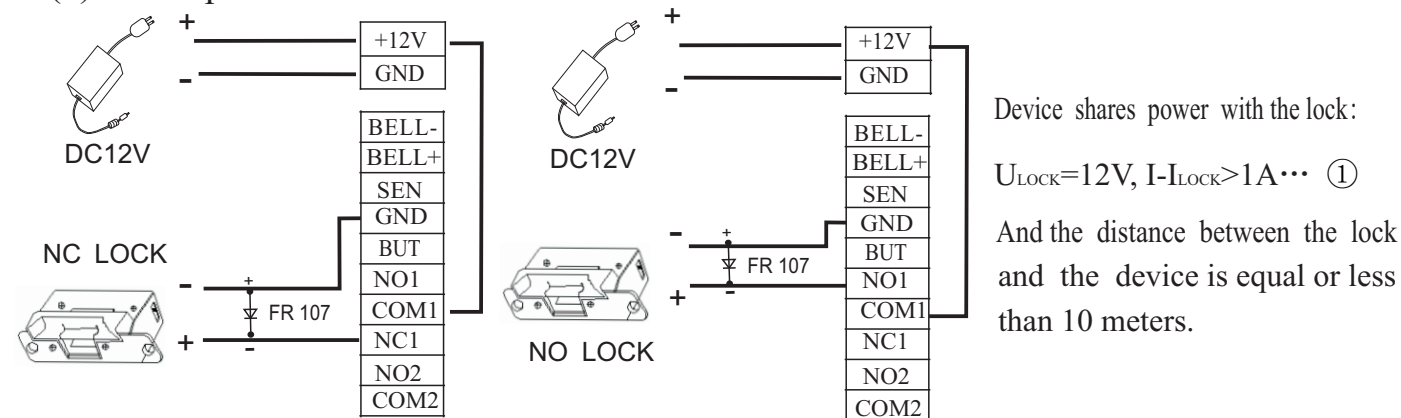 +
-
DC12V
+12V
GND
BELL-
BELL+
SEN
GND
BUT
NO1
COM1
NC1
NO2
COM2
NC LOCK
-
+
+
FR 107
-
+
-
DC12V
+12V
GND
BELL-
BELL+
SEN
GND
BUT
NO1
COM1
NC1
NO2
COM2
-
+
+
FR 107
-
NO LOCK
Device shares power with the lock:
ULOCK=12V, I-ILOCK>1A··· ①
And the distance between the lock
and the device is equal or less
than 10 meters.